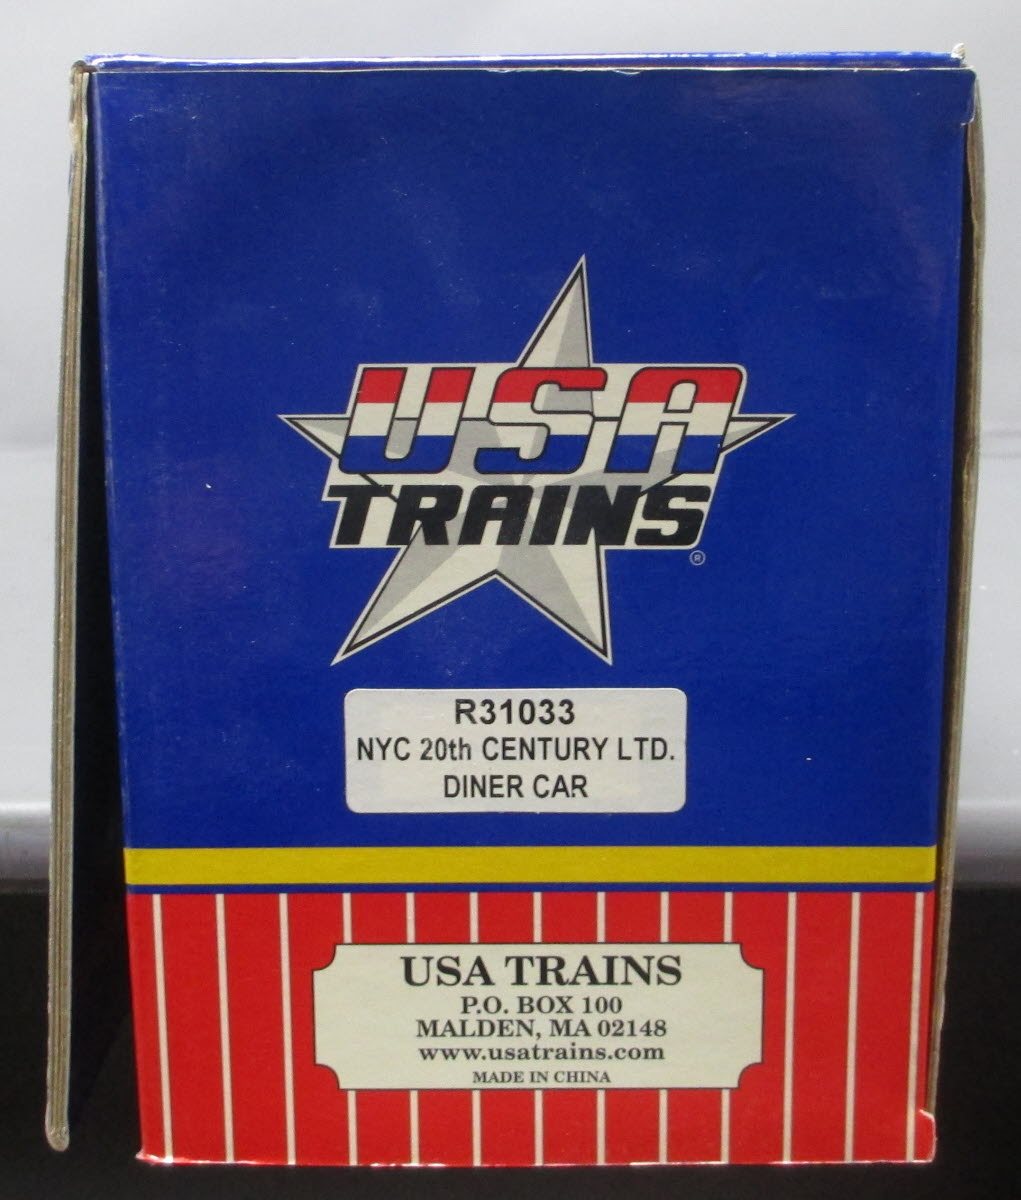 USA
TRAINS
®
R31033
NYC 20th CENTURY LTD.
DINER CAR
USA TRAINS
P.O. BOX 100
MALDEN, MA 02148
www.usatrains.com
MADE IN CHINA